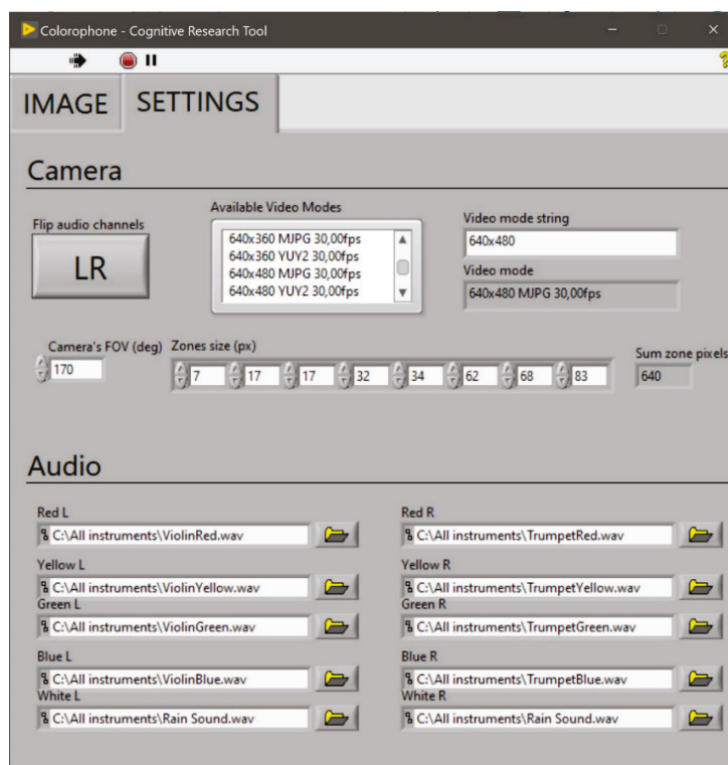 Colorophone - Cognitive Research Tool
IMAGE SETTINGS
Camera
Flip audio channels
LR
Available Video Modes
640x360 MJPG 30,00fps
640x360 YUY2 30,00fps
640x480 MJPG 30,00fps
640x480 YUY2 30,00fps
Video mode string
640x480
Video mode
640x480 MJPG 30,00fps
Camera's FOV (deg)
170
Zones size (px)
7 17 17 32 34 62 68 83
Sum zone pixels
640
Audio
Red L
C:\All instruments\ViolinRed.wav
Red R
C:\All instruments\TrumpetRed.wav
Yellow L
C:\All instruments\ViolinYellow.wav
Yellow R
C:\All instruments\TrumpetYellow.wav
Green L
C:\All instruments\ViolinGreen.wav
Green R
C:\All instruments\TrumpetGreen.wav
Blue L
C:\All instruments\ViolinBlue.wav
Blue R
C:\All instruments\TrumpetBlue.wav
White L
C:\All instruments\Rain Sound.wav
White R
C:\All instruments\Rain Sound.wav